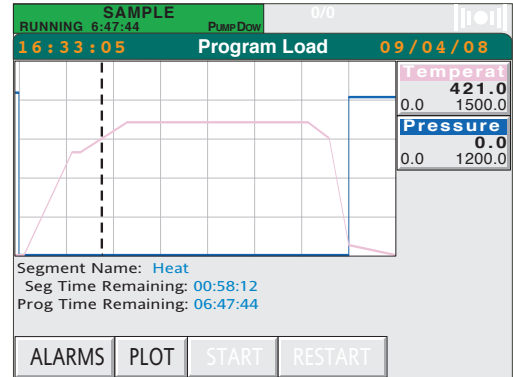 SAMPLE
RUNNING 6:47:44 PUMP DOW 0/0
16:33:05 Program Load 09/04/08
Temperat
421.0
0.0 1500.0
Pressure
0.0
0.0 1200.0
Segment Name: Heat
Seg Time Remaining: 00:58:12
Prog Time Remaining: 06:47:44
ALARMS PLOT START RESTART